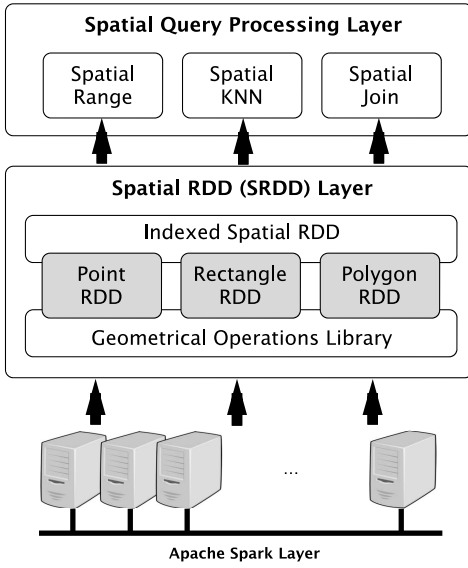 Spatial Query Processing Layer
Spatial
Range
Spatial
KNN
Spatial
Join
Spatial RDD (SRDD) Layer
Indexed Spatial RDD
Point
RDD
Rectangle
RDD
Polygon
RDD
Geometrical Operations Library
...
Apache Spark Layer